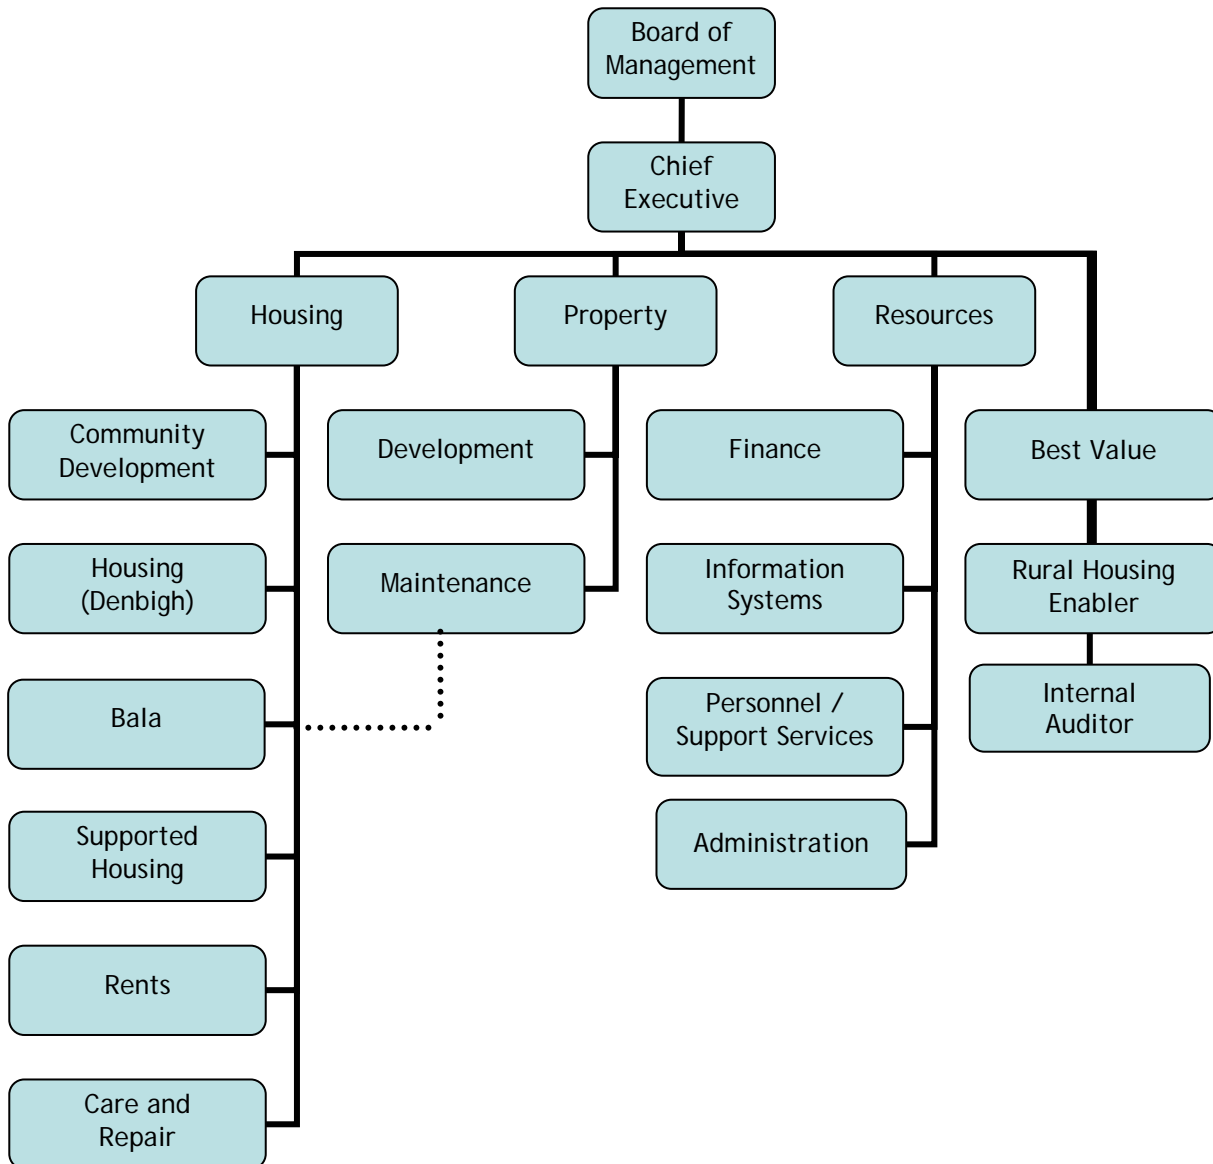 Board of
Management
Chief
Executive
Housing
Property
Resources
Community
Development
Development
Finance
Best Value
Housing
(Denbigh)
Maintenance
Information
Systems
Rural Housing
Enabler
Bala
Personnel /
Support Services
Internal
Auditor
Supported
Housing
Administration
Rents
Care and
Repair